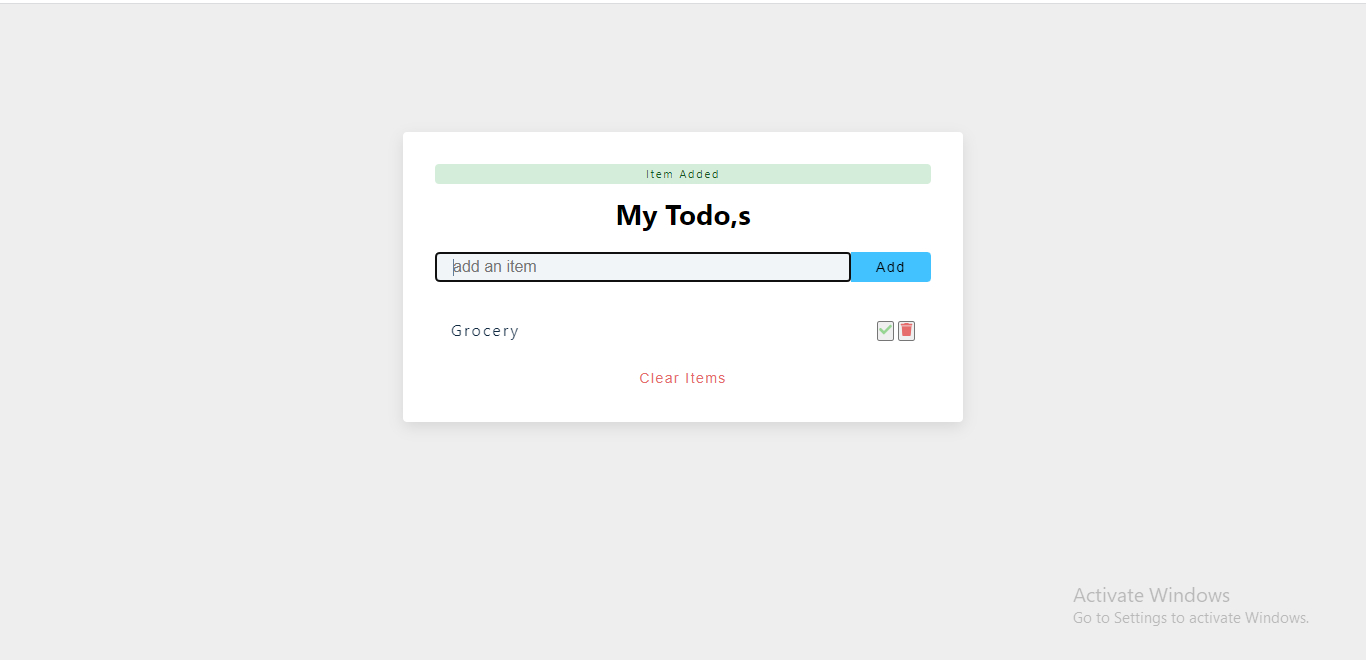 Item Added
My Todo,s
add an item
Add
Grocery
Clear Items
Activate Windows
Go to Settings to activate Windows.